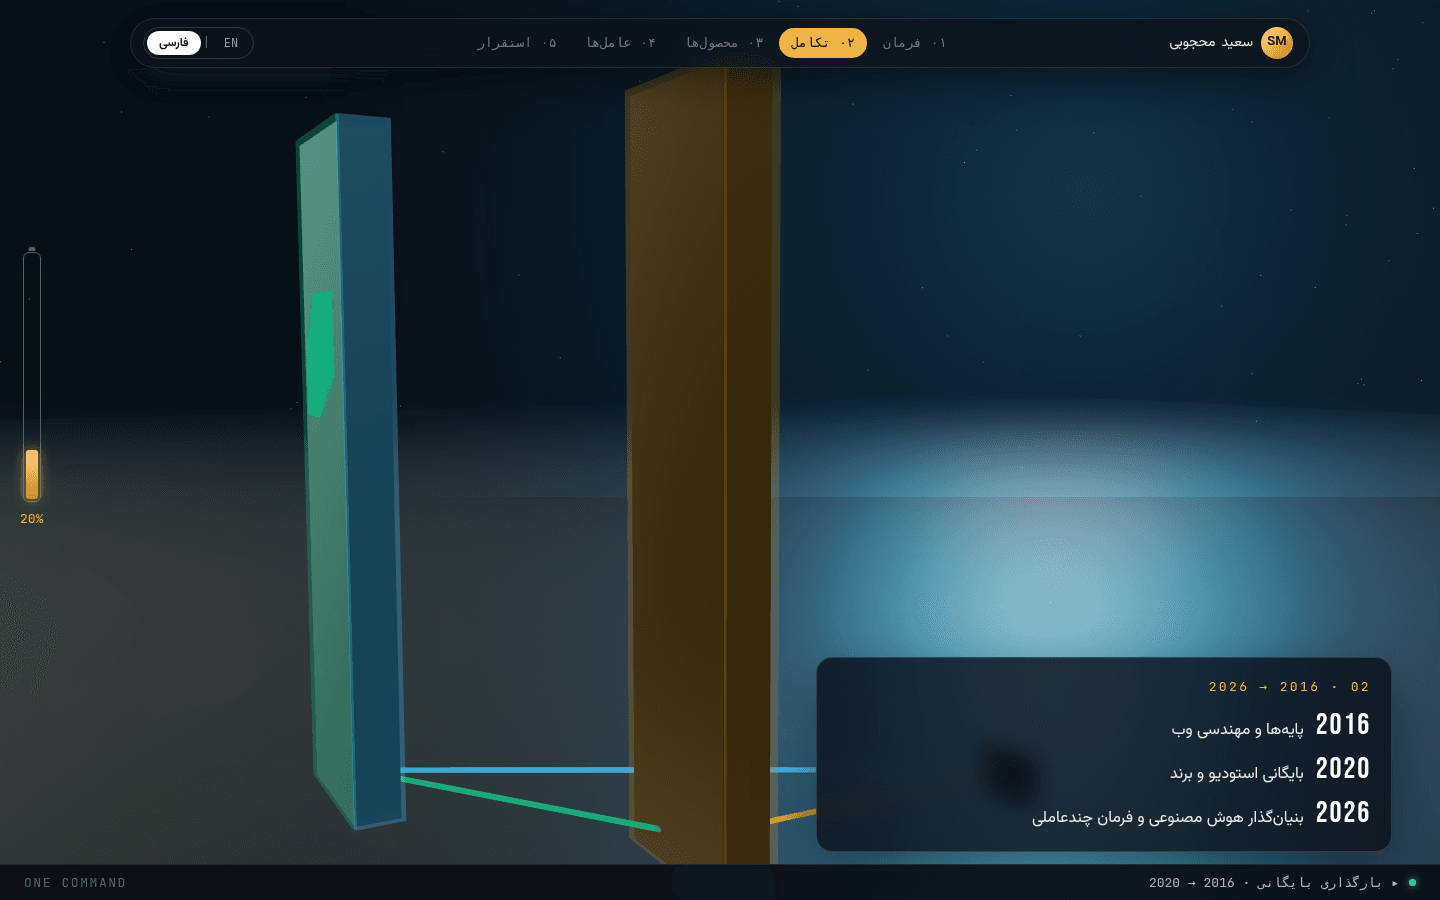 SM سعید محجوبی
۰۱ فرمان
۰۲ تکامل
۰۳ محصول‌ها
۰۴ عامل‌ها
۰۵ استقرار
EN | فارسی
20%
02 · 2016 → 2026
2016 پایه‌ها و مهندسی وب
2020 بایگانی استودیو و برند
2026 بنیان‌گذار هوش مصنوعی و فرمان چندعاملی
▸ بارگذاری بایگانی · 2016 → 2020
ONE COMMAND